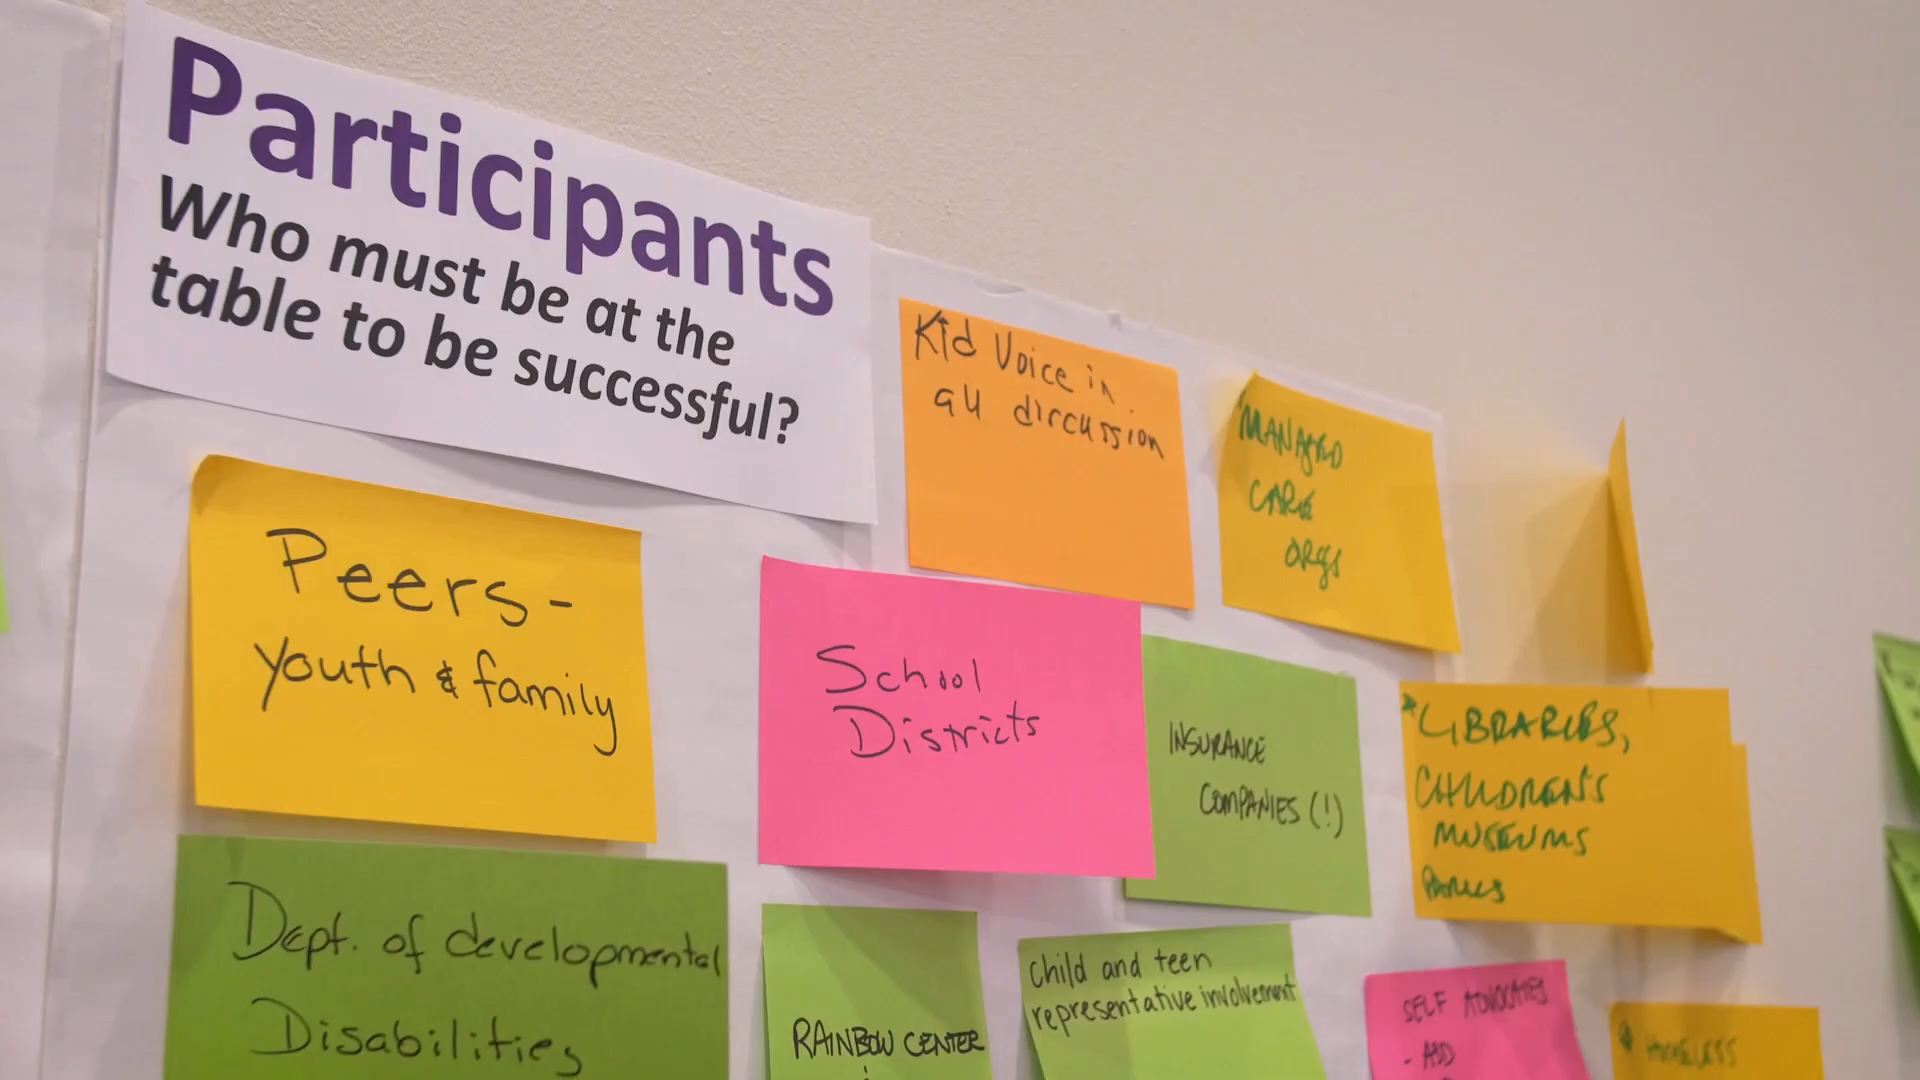 Participants
Who must be at the
table to be successful?
Kid Voice in
all discussion
MANAGED
CARE
ORGS
Peers -
Youth & family
School
Districts
INSURANCE
COMPANIES (!)
* LIBRARIES,
CHILDREN'S
MUSEUMS
PARKS
Dept. of developmental
Disabilities
RAINBOW CENTER
Child and teen
representative involvement
SELF ADVOCATES
- ASD
* HOMELESS